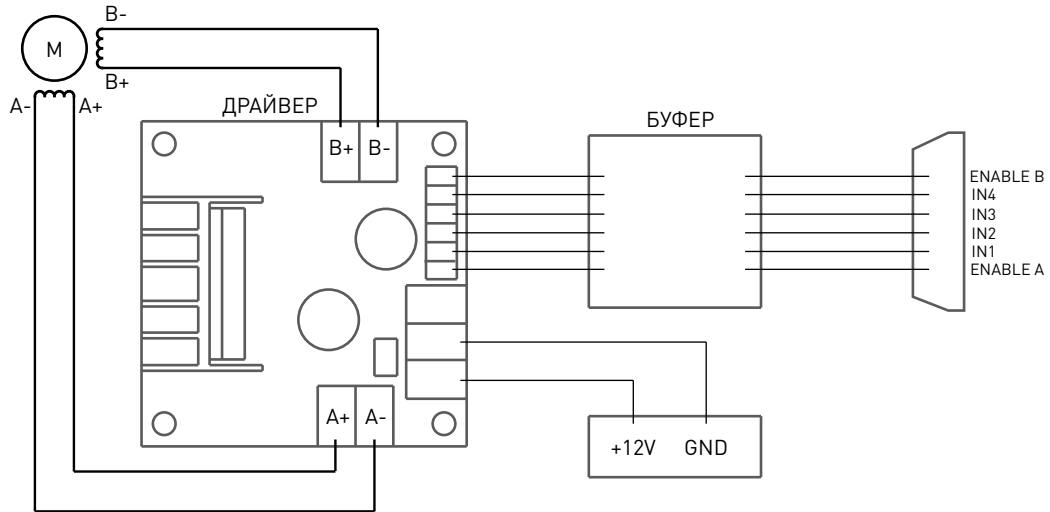 B-
M
B+
A-
A+
ДРАЙВЕР
БУФЕР
B+
B-
ENABLE B
IN4
IN3
IN2
IN1
ENABLE A
A+
A-
+12V
GND